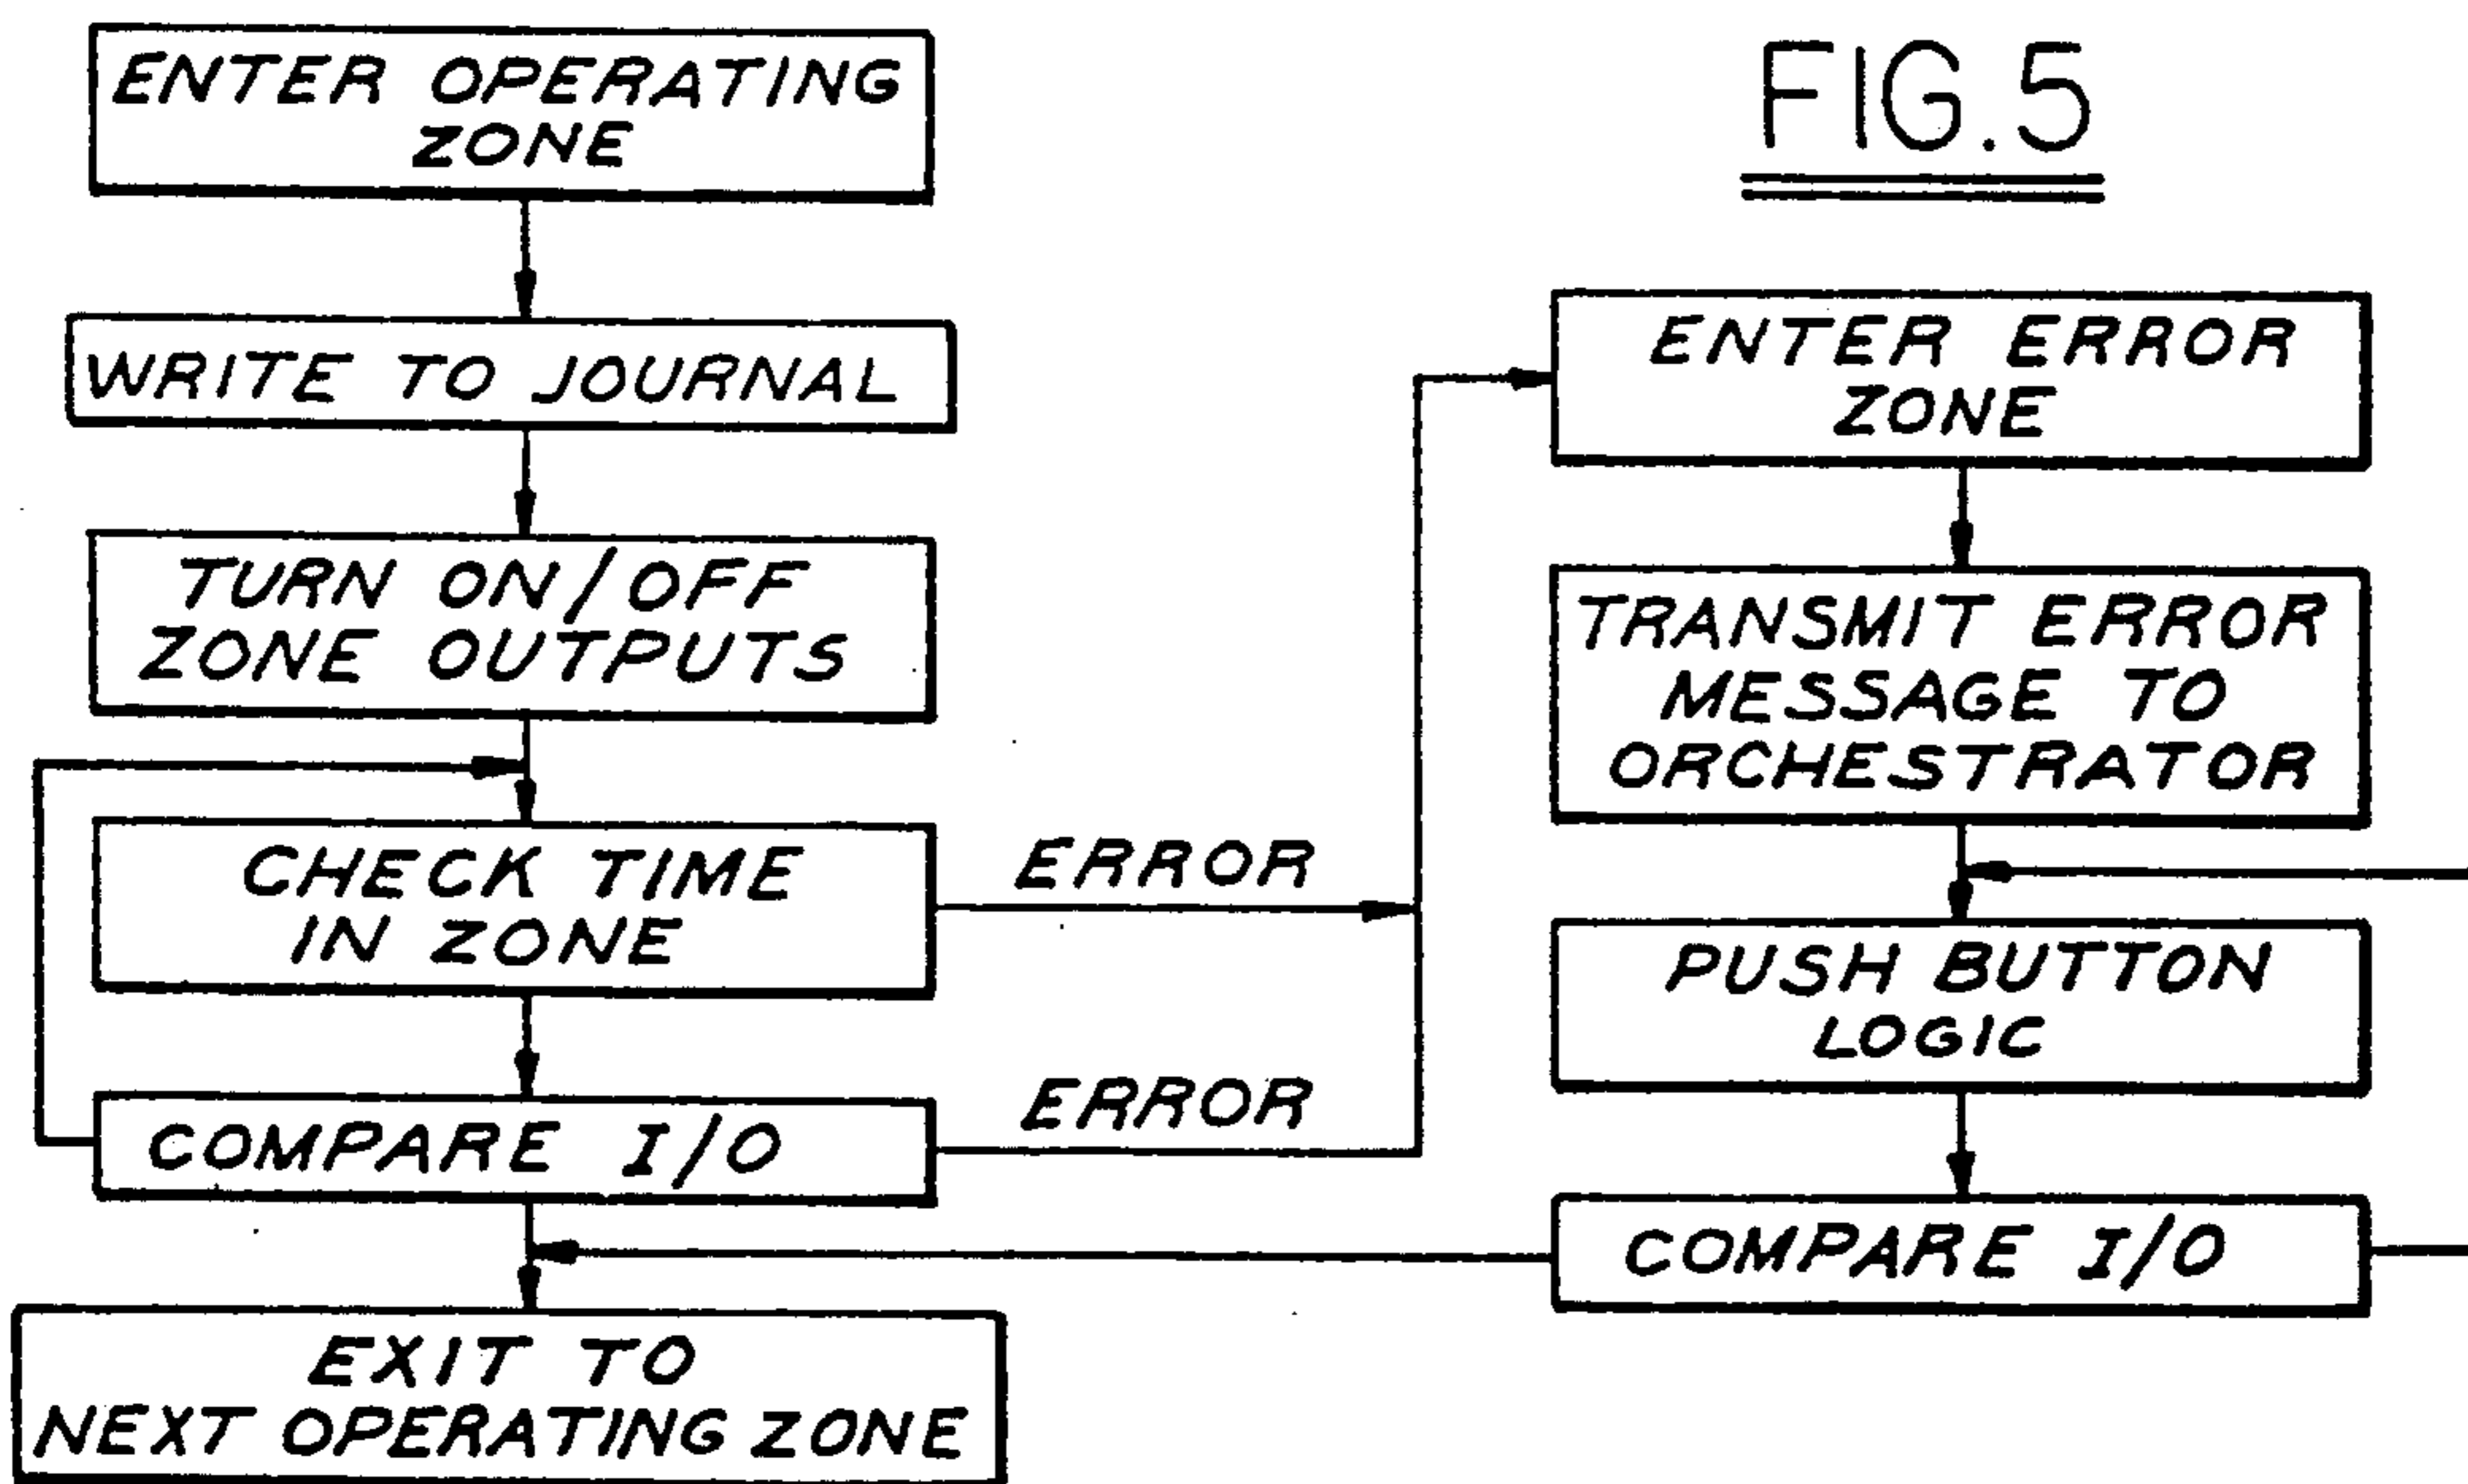 ENTER OPERATING
ZONE
WRITE TO JOURNAL
TURN ON/OFF
ZONE OUTPUTS
CHECK TIME
IN ZONE
ERROR
COMPARE I/O
ERROR
EXIT TO
NEXT OPERATING ZONE
FIG.5
ENTER ERROR
ZONE
TRANSMIT ERROR
MESSAGE TO
ORCHESTRATOR
PUSH BUTTON
LOGIC
COMPARE I/O